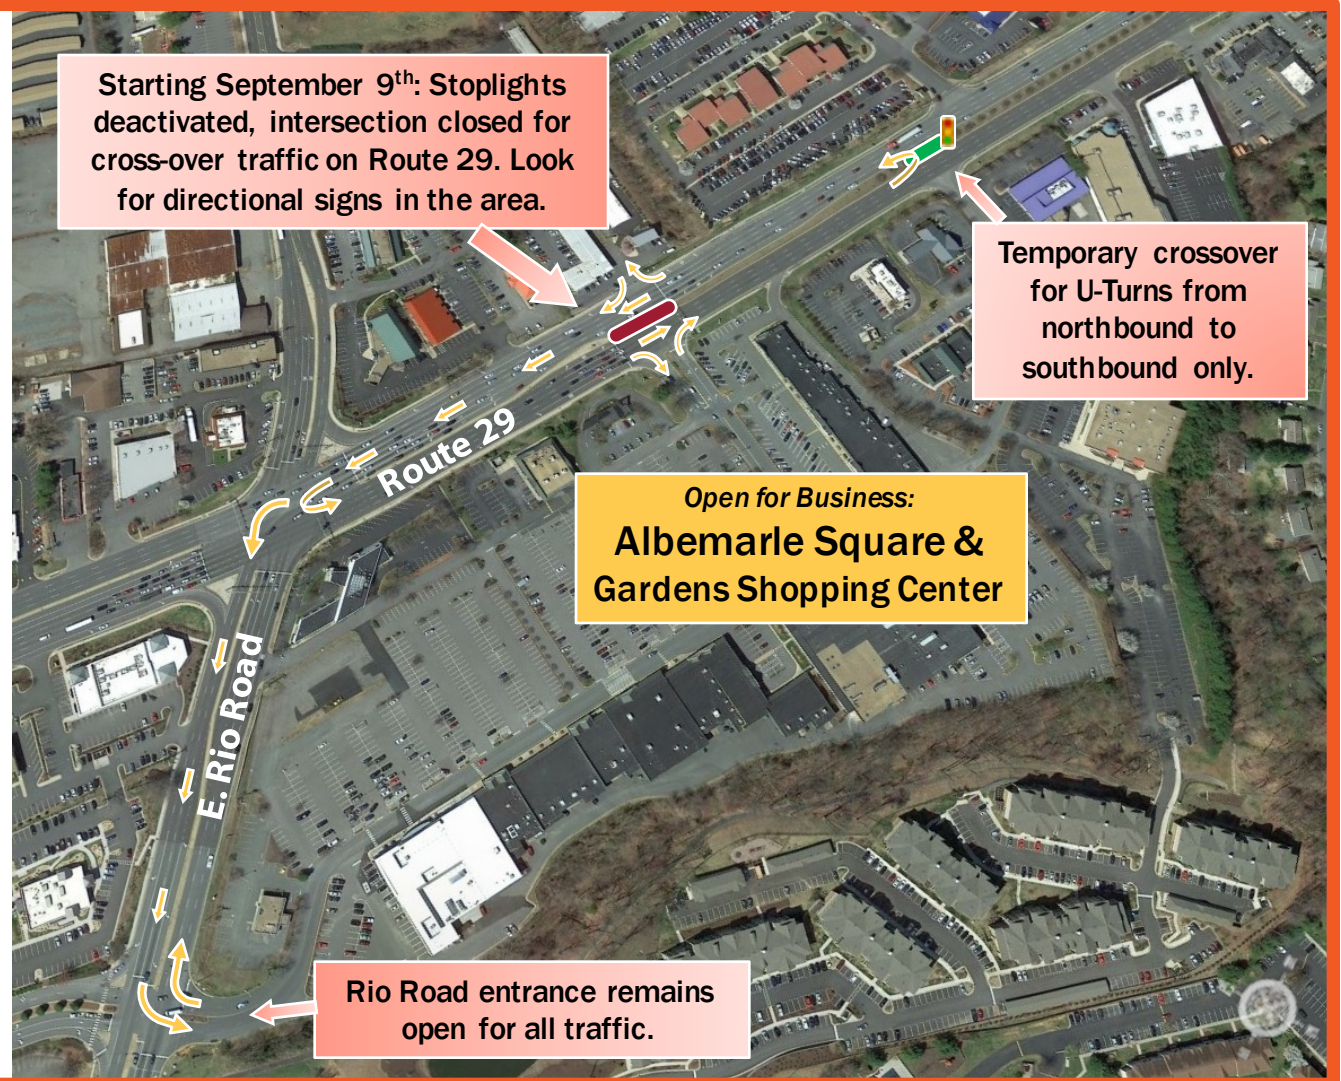 Starting September 9th: Stoplights
deactivated, intersection closed for
cross-over traffic on Route 29. Look
for directional signs in the area.
Temporary crossover
for U-Turns from
northbound to
southbound only.
Route 29
Open for Business:
Albemarle Square &
Gardens Shopping Center
E. Rio Road
Rio Road entrance remains
open for all traffic.